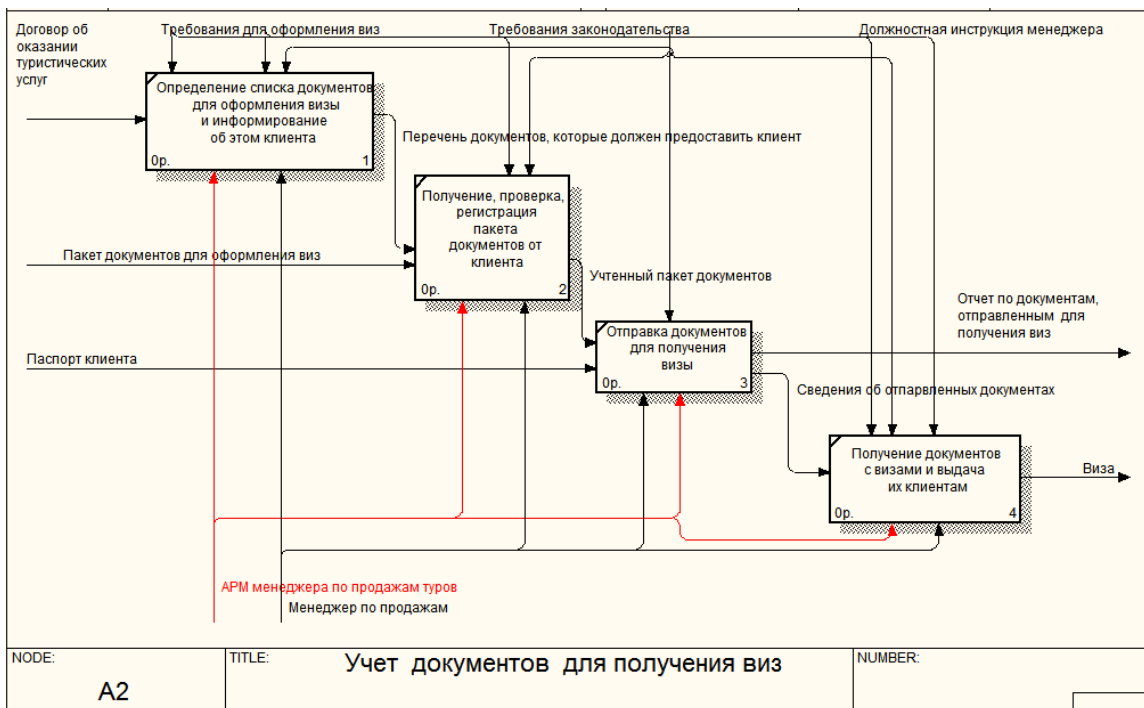 Договор об
оказании
туристических
услуг
Требования для оформления виз
Требования законодательства
Должностная инструкция менеджера
Определение списка документов
для оформления визы
и информирование
об этом клиента
0р. 1
Перечень документов, которые должен предоставить клиент
Получение, проверка,
регистрация
пакета
документов от
клиента
0р. 2
Пакет документов для оформления виз
Учтенный пакет документов
Отчет по документам,
отправленным для
получения виз
Отправка документов
для получения
визы
0р. 3
Паспорт клиента
Сведения об отпарвленных документах
Получение документов
с визами и выдача
их клиентам
0р. 4
Виза
АРМ менеджера по продажам туров
Менеджер по продажам
NODE:
A2
TITLE:
Учет документов для получения виз
NUMBER: